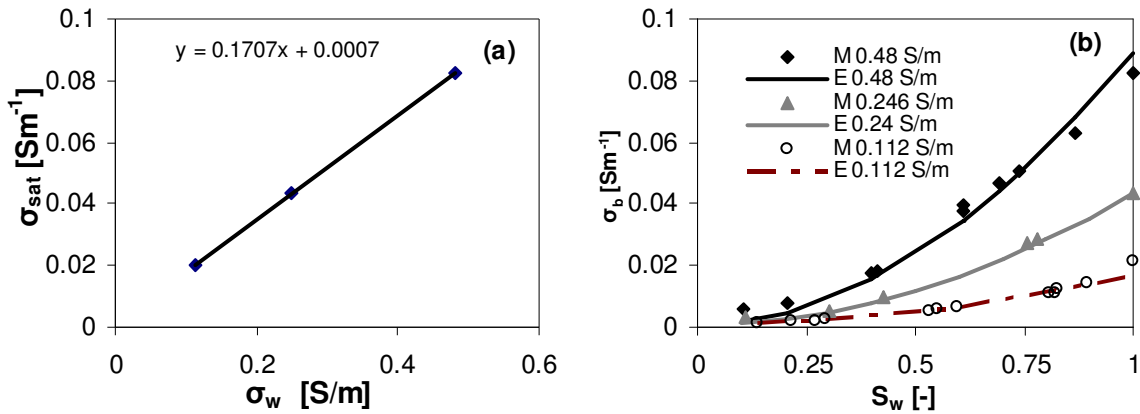 0.1
0.08
0.06
0.04
0.02
0
0
0.2
0.4
0.6
σsat [Sm-1]
σw [S/m]
y = 0.1707x + 0.0007
(a)
0.1
0.08
0.06
0.04
0.02
0
0
0.25
0.5
0.75
1
σb [Sm-1]
Sw [-]
(b)
M 0.48 S/m
E 0.48 S/m
M 0.246 S/m
E 0.24 S/m
M 0.112 S/m
E 0.112 S/m